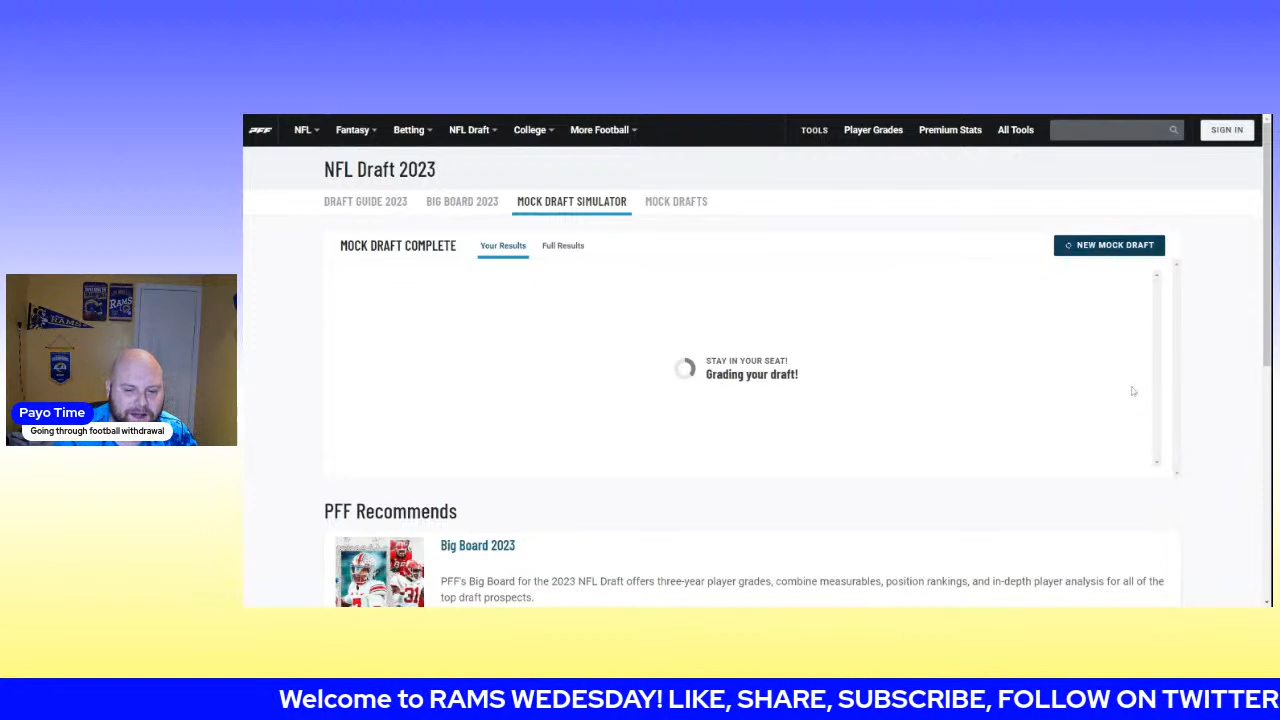 PFF
NFL
Fantasy
Betting
NFL Draft
College
More Football
TOOLS
Player Grades
Premium Stats
All Tools
SIGN IN
NFL Draft 2023
DRAFT GUIDE 2023
BIG BOARD 2023
MOCK DRAFT SIMULATOR
MOCK DRAFTS
MOCK DRAFT COMPLETE
Your Results
Full Results
NEW MOCK DRAFT
STAY IN YOUR SEAT!
Grading your draft!
RAMS
RAMS
Payo Time
Going through football withdrawal
PFF Recommends
Big Board 2023
PFF's Big Board for the 2023 NFL Draft offers three-year player grades, combine measurables, position rankings, and in-depth player analysis for all of the
top draft prospects.
Welcome to RAMS WEDESDAY! LIKE, SHARE, SUBSCRIBE, FOLLOW ON TWITTER